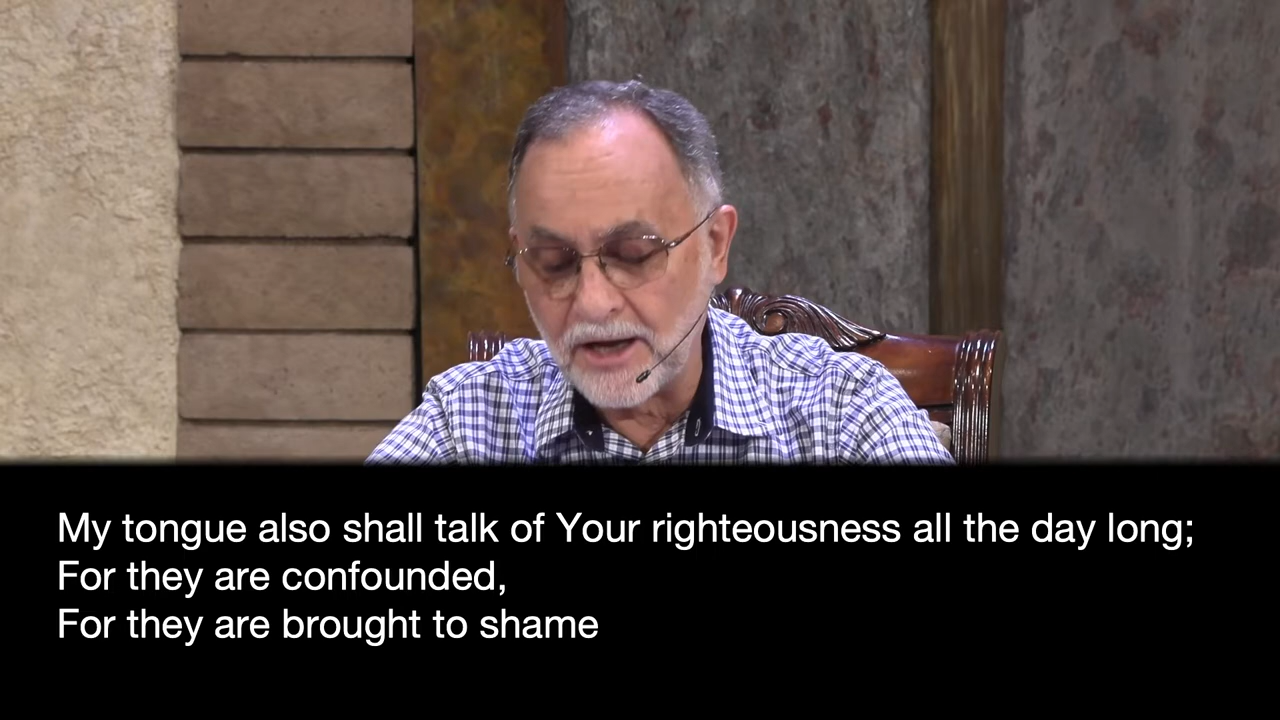 My tongue also shall talk of Your righteousness all the day long;
For they are confounded,
For they are brought to shame